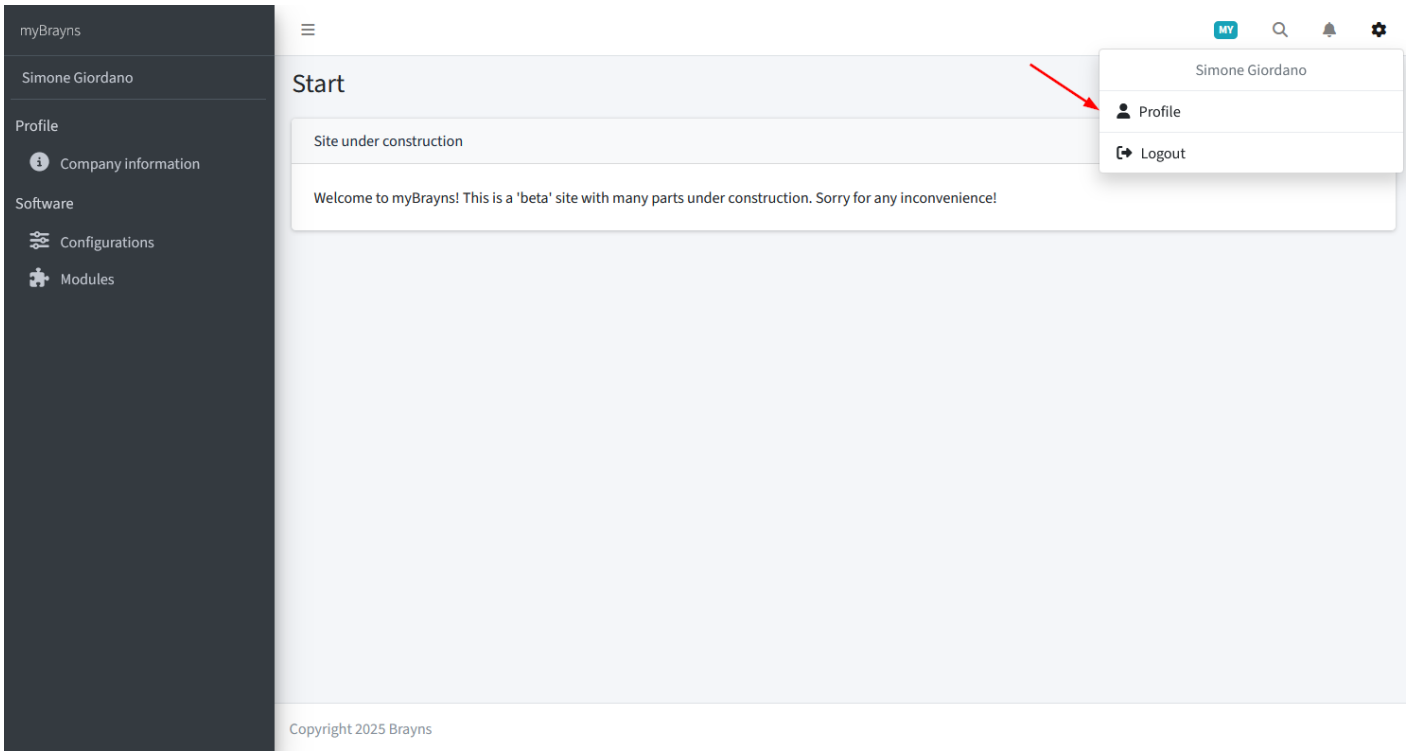 myBrayns
MY
Simone Giordano
Simone Giordano
Profile
Logout
Start
Profile
Company information
Software
Configurations
Modules
Site under construction
Welcome to myBrayns! This is a 'beta' site with many parts under construction. Sorry for any inconvenience!
Copyright 2025 Brayns